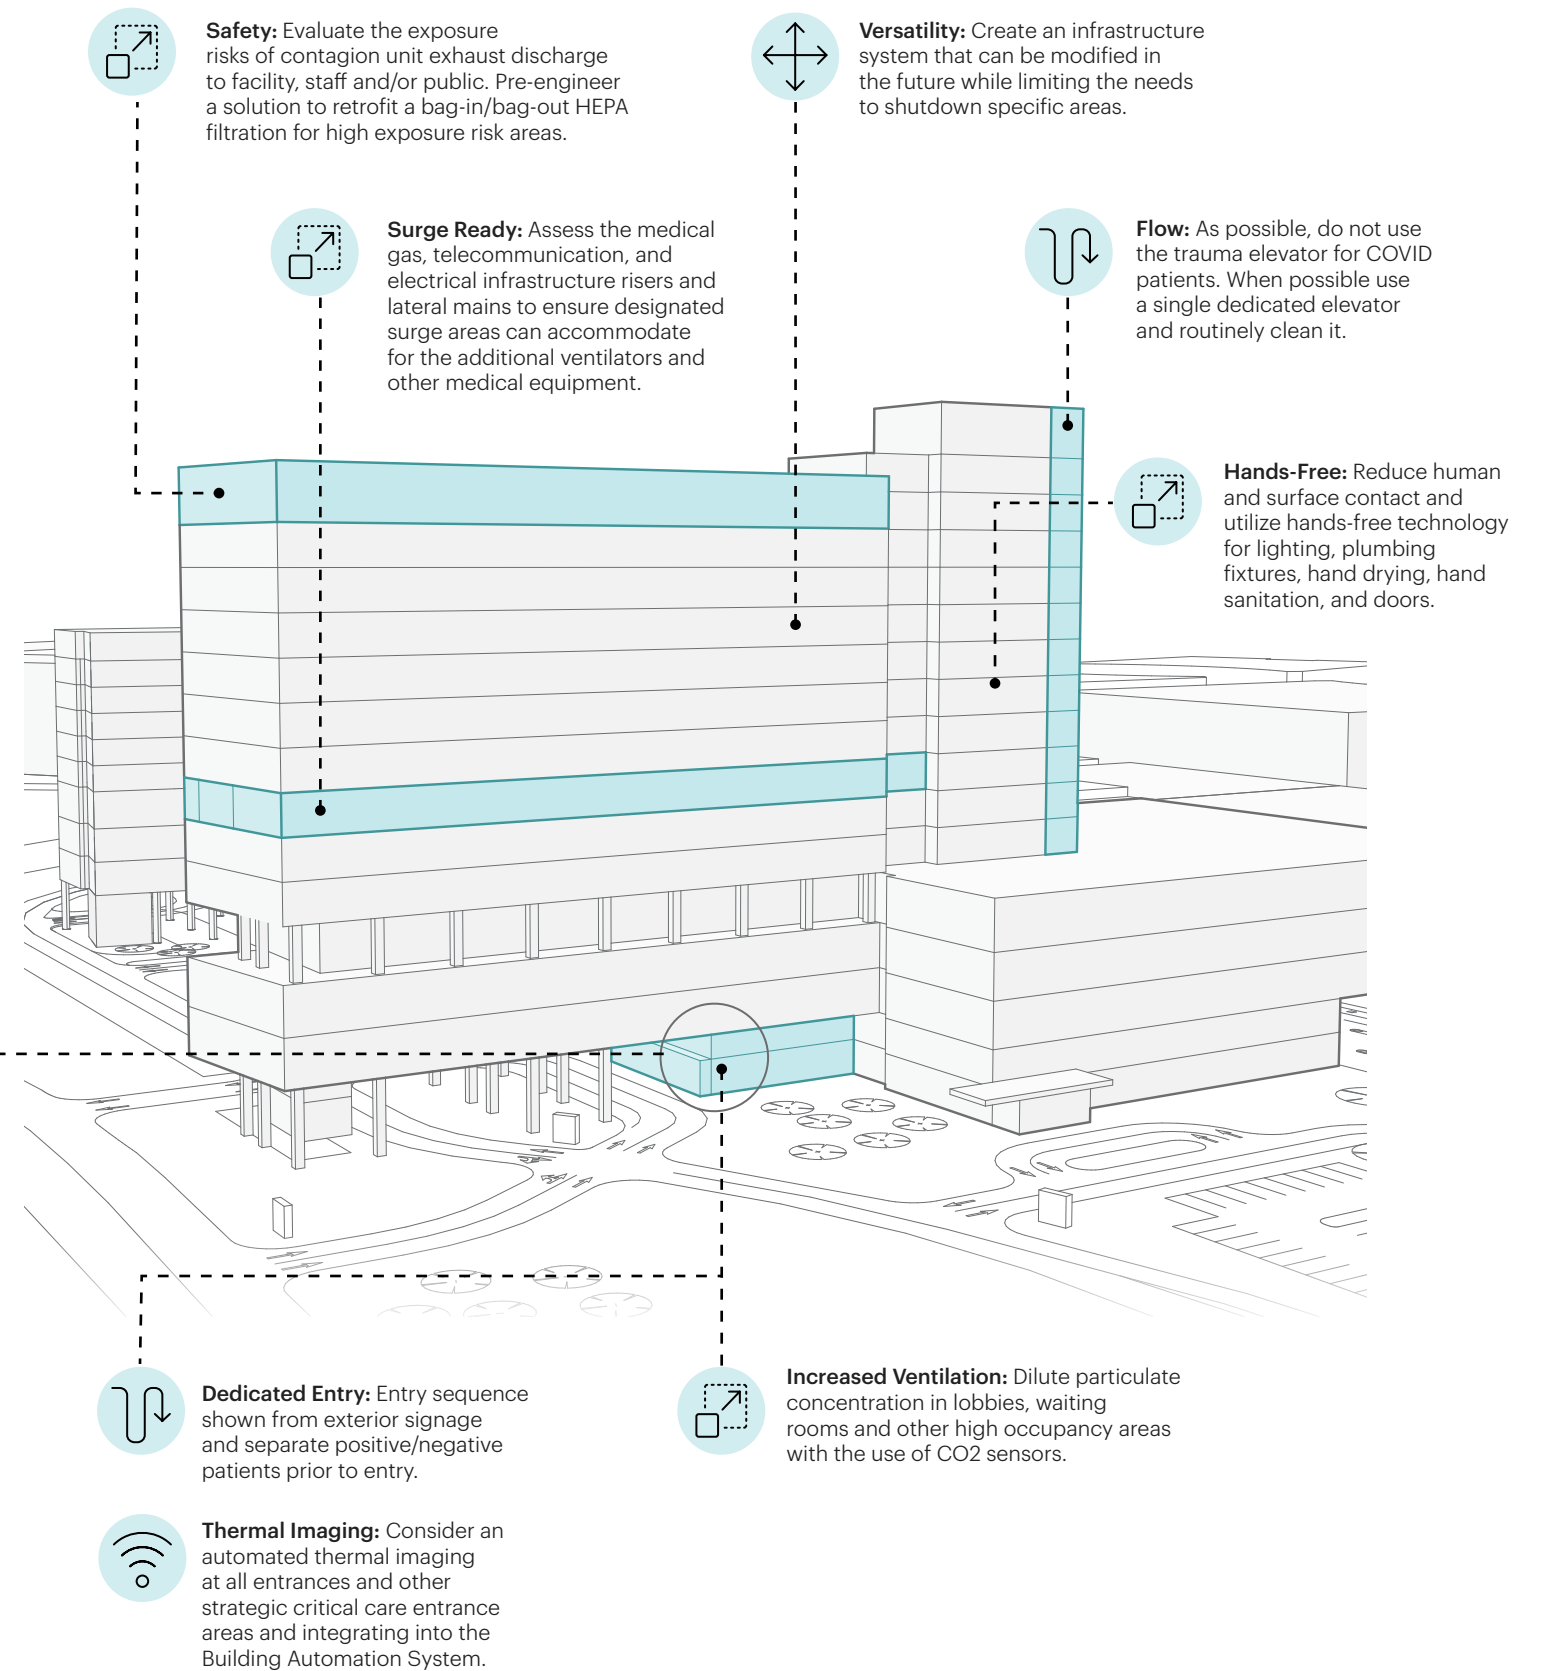 Safety: Evaluate the exposure
risks of contagion unit exhaust discharge
to facility, staff and/or public. Pre-engineer
a solution to retrofit a bag-in/bag-out HEPA
filtration for high exposure risk areas.
Versatility: Create an infrastructure
system that can be modified in
the future while limiting the needs
to shutdown specific areas.
Surge Ready: Assess the medical
gas, telecommunication, and
electrical infrastructure risers and
lateral mains to ensure designated
surge areas can accommodate
for the additional ventilators and
other medical equipment.
Flow: As possible, do not use
the trauma elevator for COVID
patients. When possible use
a single dedicated elevator
and routinely clean it.
Hands-Free: Reduce human
and surface contact and
utilize hands-free technology
for lighting, plumbing
fixtures, hand drying, hand
sanitation, and doors.
Dedicated Entry: Entry sequence
shown from exterior signage
and separate positive/negative
patients prior to entry.
Increased Ventilation: Dilute particulate
concentration in lobbies, waiting
rooms and other high occupancy areas
with the use of CO2 sensors.
Thermal Imaging: Consider an
automated thermal imaging
at all entrances and other
strategic critical care entrance
areas and integrating into the
Building Automation System.